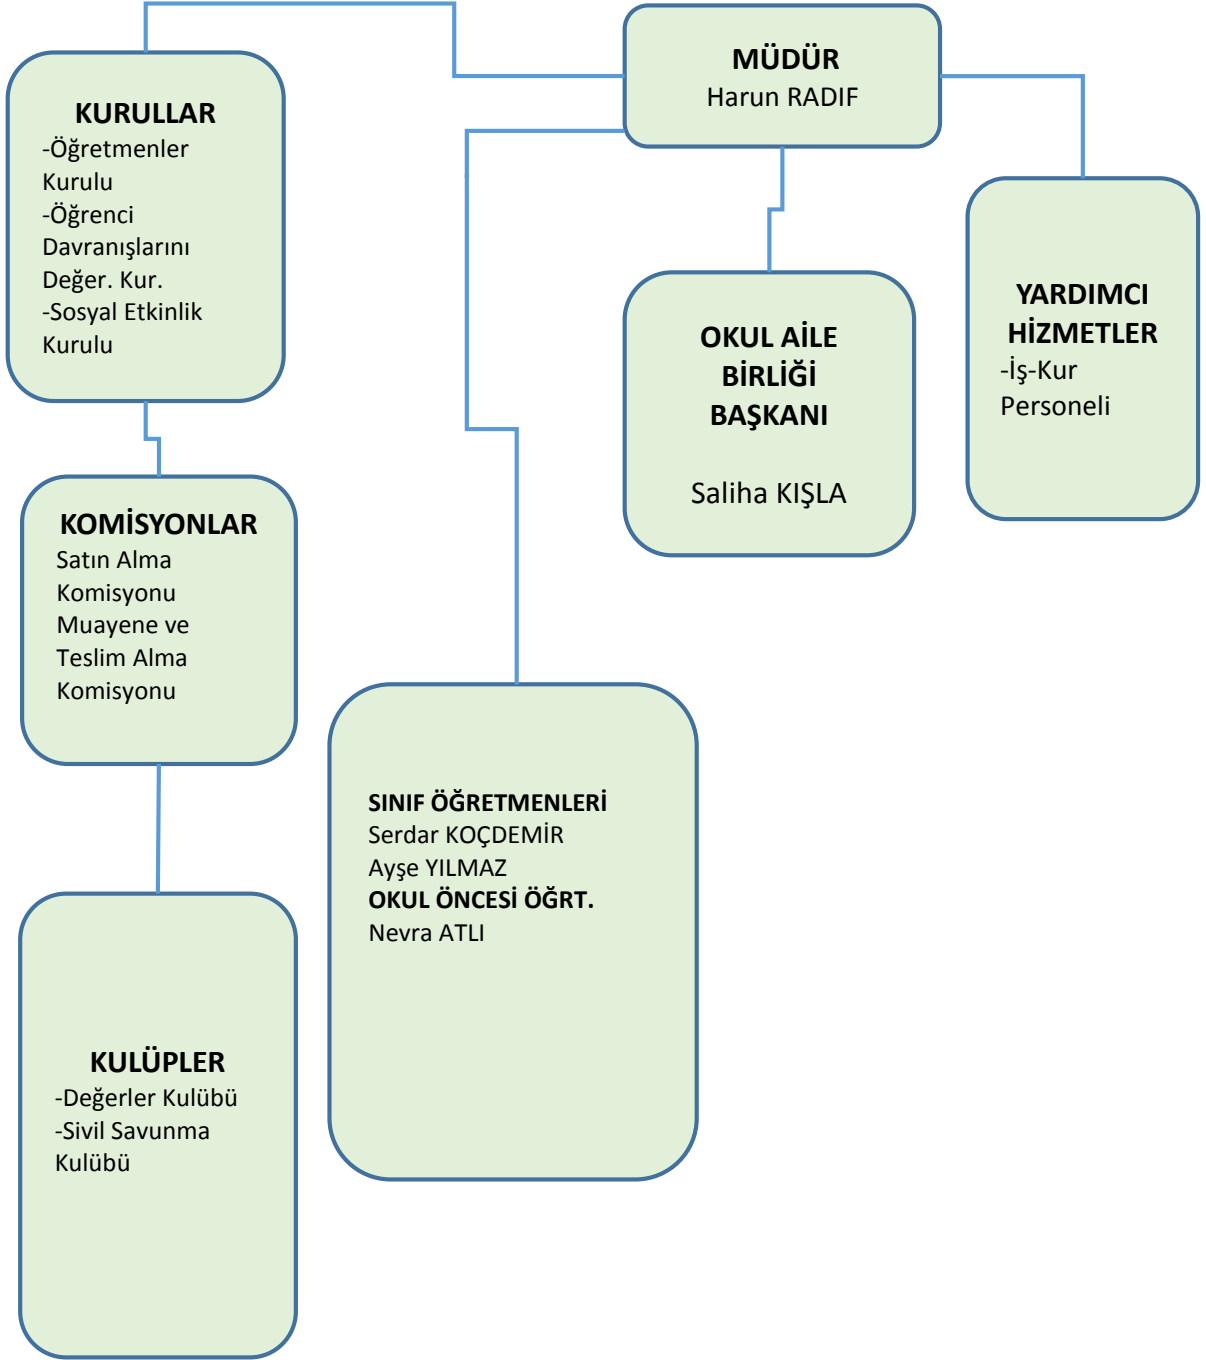 MÜDÜR
Harun RADIF
KURULLAR
-Öğretmenler
Kurulu
-Öğrenci
Davranışlarını
Değer. Kur.
-Sosyal Etkinlik
Kurulu
YARDIMCI
HİZMETLER
-İş-Kur
Personeli
OKUL AİLE
BİRLİĞİ
BAŞKANI
Saliha KIŞLA
KOMİSYONLAR
Satın Alma
Komisyonu
Muayene ve
Teslim Alma
Komisyonu
SINIF ÖĞRETMENLERİ
Serdar KOÇDEMİR
Ayşe YILMAZ
OKUL ÖNCESİ ÖĞRT.
Nevra ATLI
KULÜPLER
-Değerler Kulübü
-Sivil Savunma
Kulübü